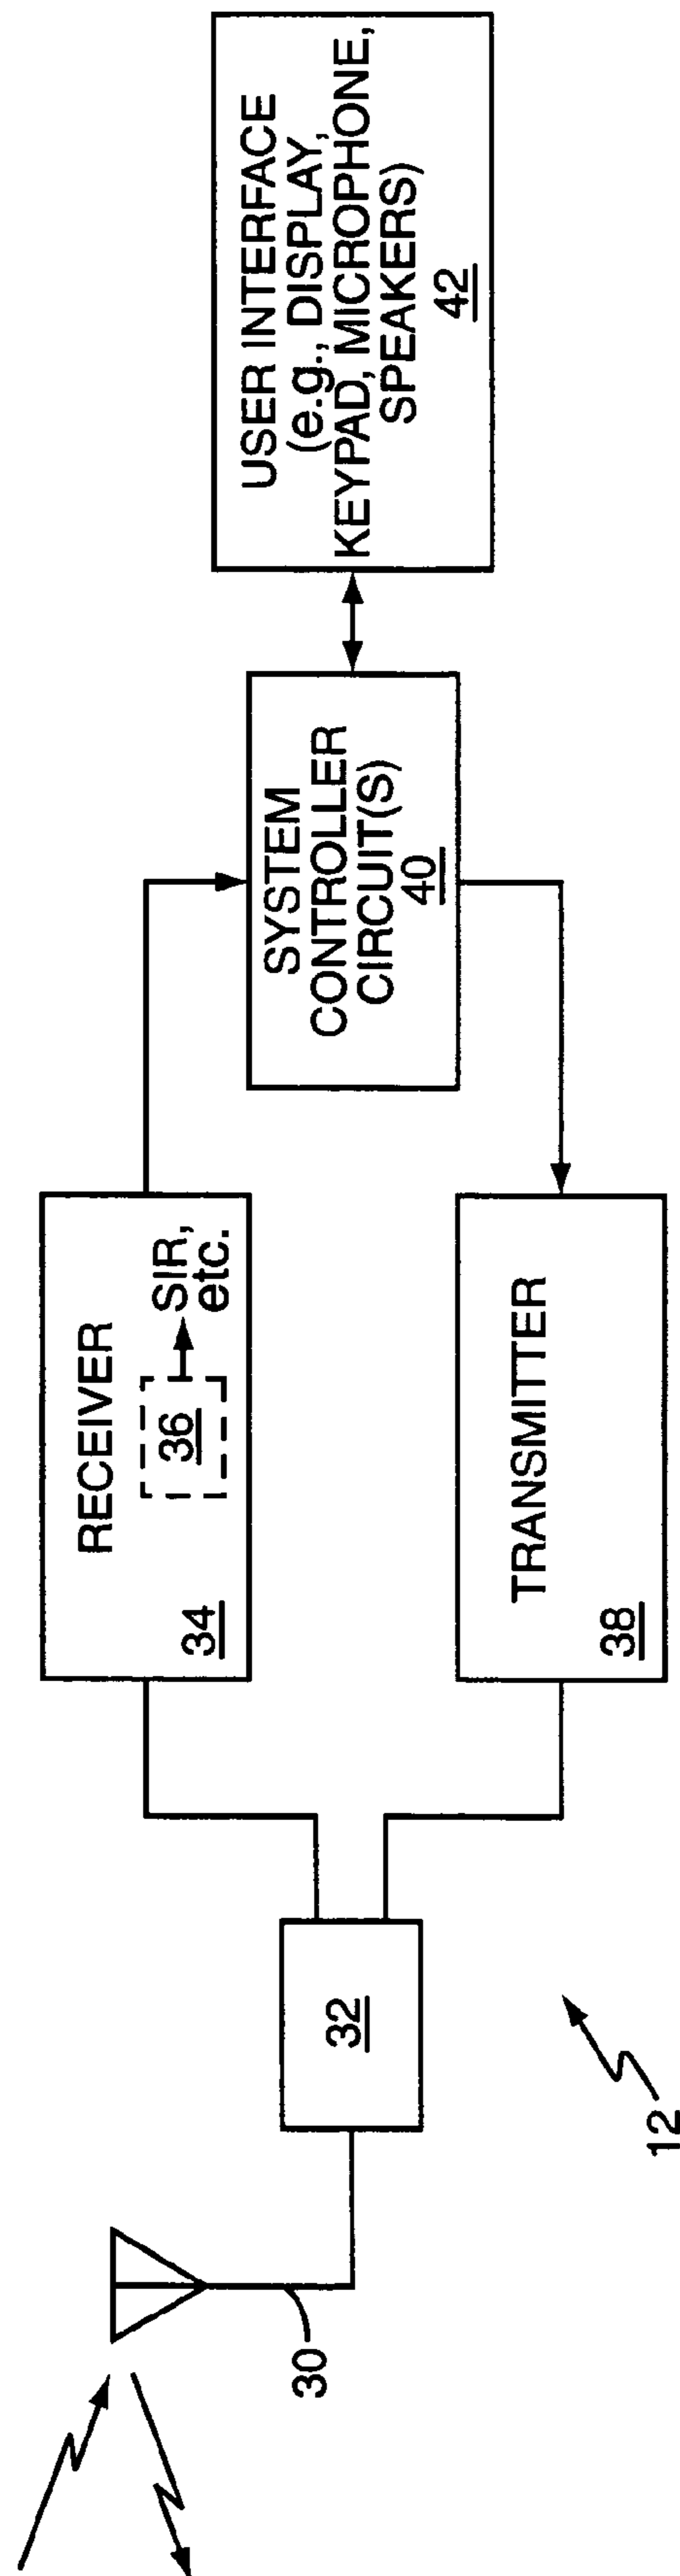 30
32
12
RECEIVER
36
SIR,
etc.
34
TRANSMITTER
38
SYSTEM
CONTROLLER
CIRCUIT(S)
40
USER INTERFACE
(e.g., DISPLAY,
KEYPAD, MICROPHONE,
SPEAKERS)
42